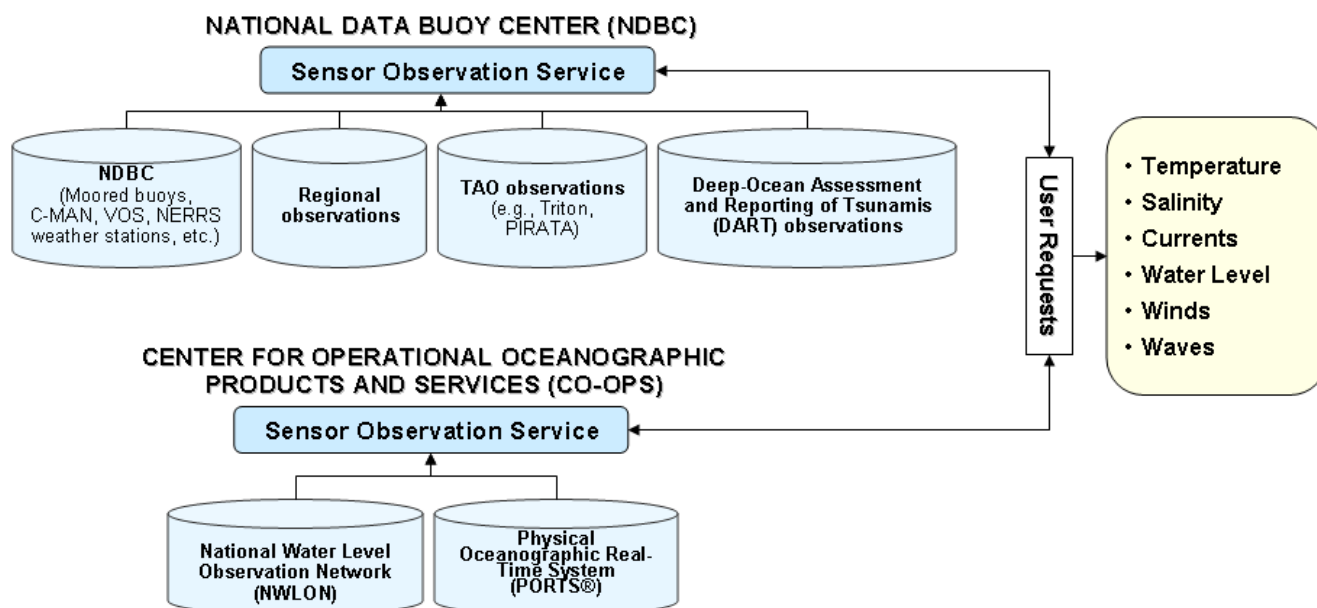 NATIONAL DATA BUOY CENTER (NDBC)
Sensor Observation Service
NDBC
(Moored buoys,
C-MAN, VOS, NERRS
weather stations, etc.)
Regional
observations
TAO observations
(e.g., Triton,
PIRATA)
Deep-Ocean Assessment
and Reporting of Tsunamis
(DART) observations
User Requests
• Temperature
• Salinity
• Currents
• Water Level
• Winds
• Waves
CENTER FOR OPERATIONAL OCEANOGRAPHIC
PRODUCTS AND SERVICES (CO-OPS)
Sensor Observation Service
National Water Level
Observation Network
(NWLON)
Physical
Oceanographic Real-
Time System
(PORTS®)